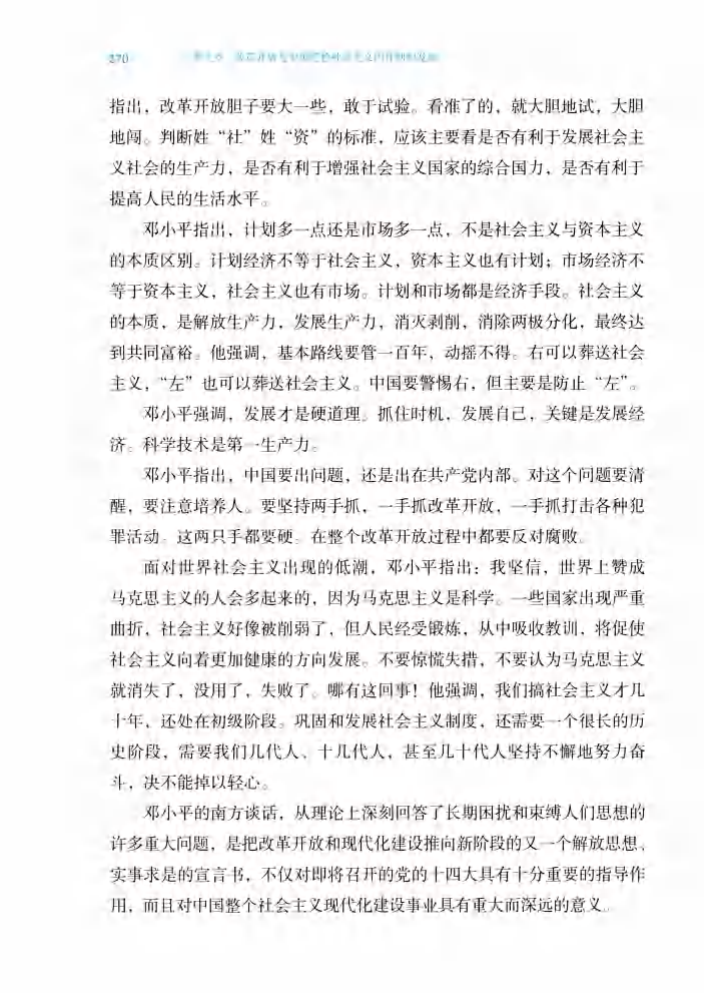 270
指出，改革开放胆子要大一些，敢于试验。看准了的，就大胆地试，大胆
地闯。判断姓“社”姓“资”的标准，应该主要看是否有利于发展社会主
义社会的生产力，是否有利于增强社会主义国家的综合国力，是否有利于
提高人民的生活水平。
邓小平指出，计划多一点还是市场多一点，不是社会主义与资本主义
的本质区别。计划经济不等于社会主义，资本主义也有计划；市场经济不
等于资本主义，社会主义也有市场。计划和市场都是经济手段。社会主义
的本质，是解放生产力，发展生产力，消灭剥削，消除两极分化，最终达
到共同富裕。他强调，基本路线要管一百年，动摇不得。右可以葬送社会
主义，“左”也可以葬送社会主义。中国要警惕右，但主要是防止“左”。
邓小平强调，发展才是硬道理。抓住时机，发展自己，关键是发展经
济。科学技术是第一生产力。
邓小平指出，中国要出问题，还是出在共产党内部。对这个问题要清
醒，要注意培养人。要坚持两手抓，一手抓改革开放，一手抓打击各种犯
罪活动。这两只手都要硬。在整个改革开放过程中都要反对腐败。
面对世界社会主义出现的低潮，邓小平指出：我坚信，世界上赞成
马克思主义的人会多起来的，因为马克思主义是科学。一些国家出现严重
曲折，社会主义好像被削弱了，但人民经受锻炼，从中吸收教训，将促使
社会主义向着更加健康的方向发展。不要惊慌失措，不要认为马克思主义
就消失了，没用了，失败了。哪有这回事！他强调，我们搞社会主义才几
十年，还处在初级阶段。巩固和发展社会主义制度，还需要一个很长的历
史阶段，需要我们几代人、十几代人，甚至几十代人坚持不懈地努力奋
斗，决不能掉以轻心。
邓小平的南方谈话，从理论上深刻回答了长期困扰和束缚人们思想的
许多重大问题，是把改革开放和现代化建设推向新阶段的又一个解放思想、
实事求是的宣言书，不仅对即将召开的党的十四大具有十分重要的指导作
用，而且对中国整个社会主义现代化建设事业具有重大而深远的意义。